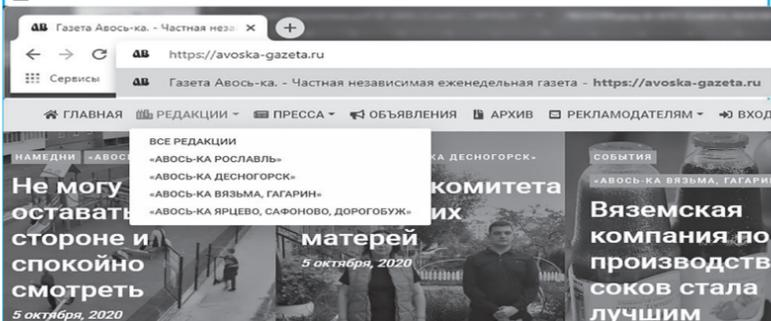 АВ Газета Авось-ка. - Частная неза
https://avoska-gazeta.ru
Сервисы
АВ Газета Авось-ка. - Частная независимая еженедельная газета - https://avoska-gazeta.ru
ГЛАВНАЯ РЕДАКЦИИ ПРЕССА ОБЪЯВЛЕНИЯ АРХИВ РЕКЛАМОДАТЕЛЯМ ВХОД
ВСЕ РЕДАКЦИИ
«АВОСЬ-КА РОСЛАВЛЬ»
«АВОСЬ-КА ДЕСНОГОРСК»
«АВОСЬ-КА ВЯЗЬМА, ГАГАРИН»
«АВОСЬ-КА ЯРЦЕВО, САФОНОВО, ДОРОГОБУЖ»
НАМЕДНИ «АВОС
Не могу
оставать
стороне и
спокойно
смотреть
5 октября, 2020
КА ДЕСНОГОРСК»
комитета
их
матерей
5 октября, 2020
СОБЫТИЯ
«АВОСЬ-КА ВЯЗЬМА, ГАГАРИ
Вяземская
компания по
производств
соков стала
лучшим